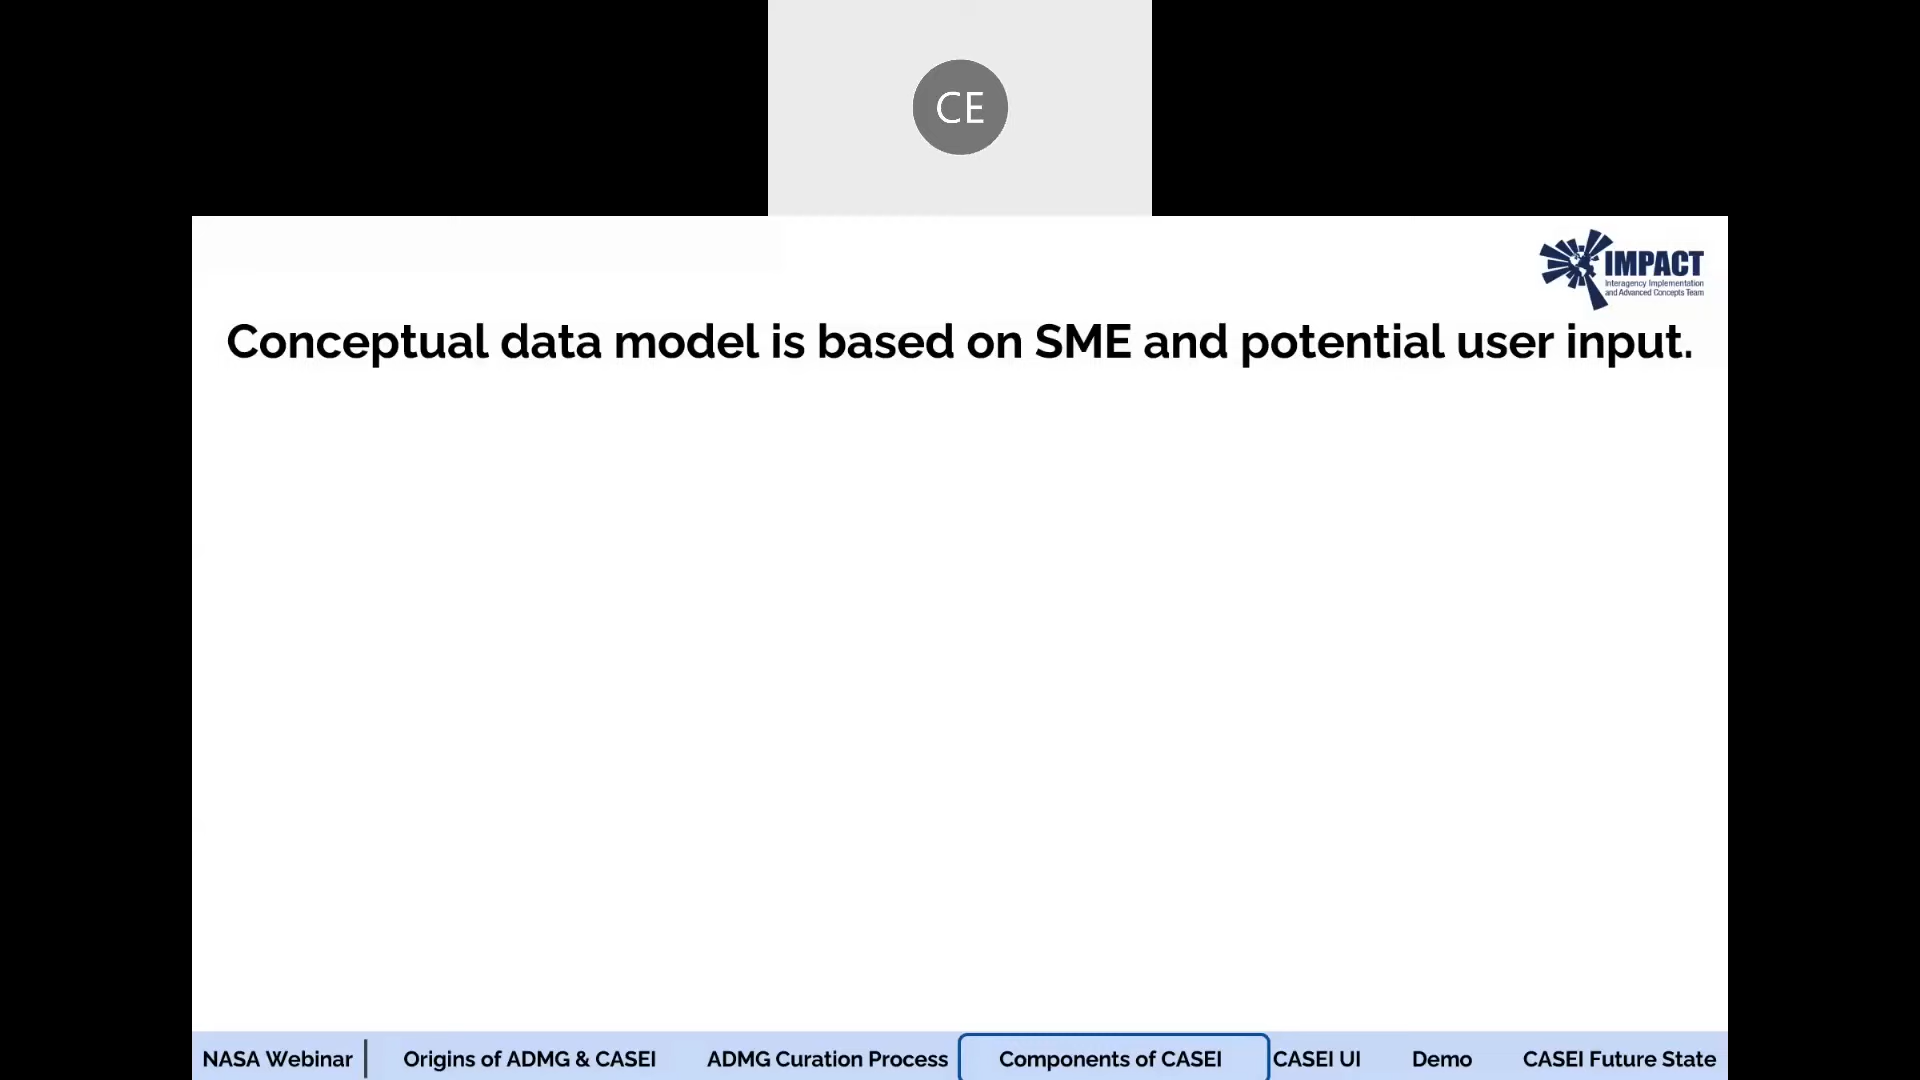 CE
IMPACT
Interagency Implementation
and Advanced Concepts Team
Conceptual data model is based on SME and potential user input.
NASA Webinar Origins of ADMG & CASEI ADMG Curation Process Components of CASEI CASEI UI Demo CASEI Future State